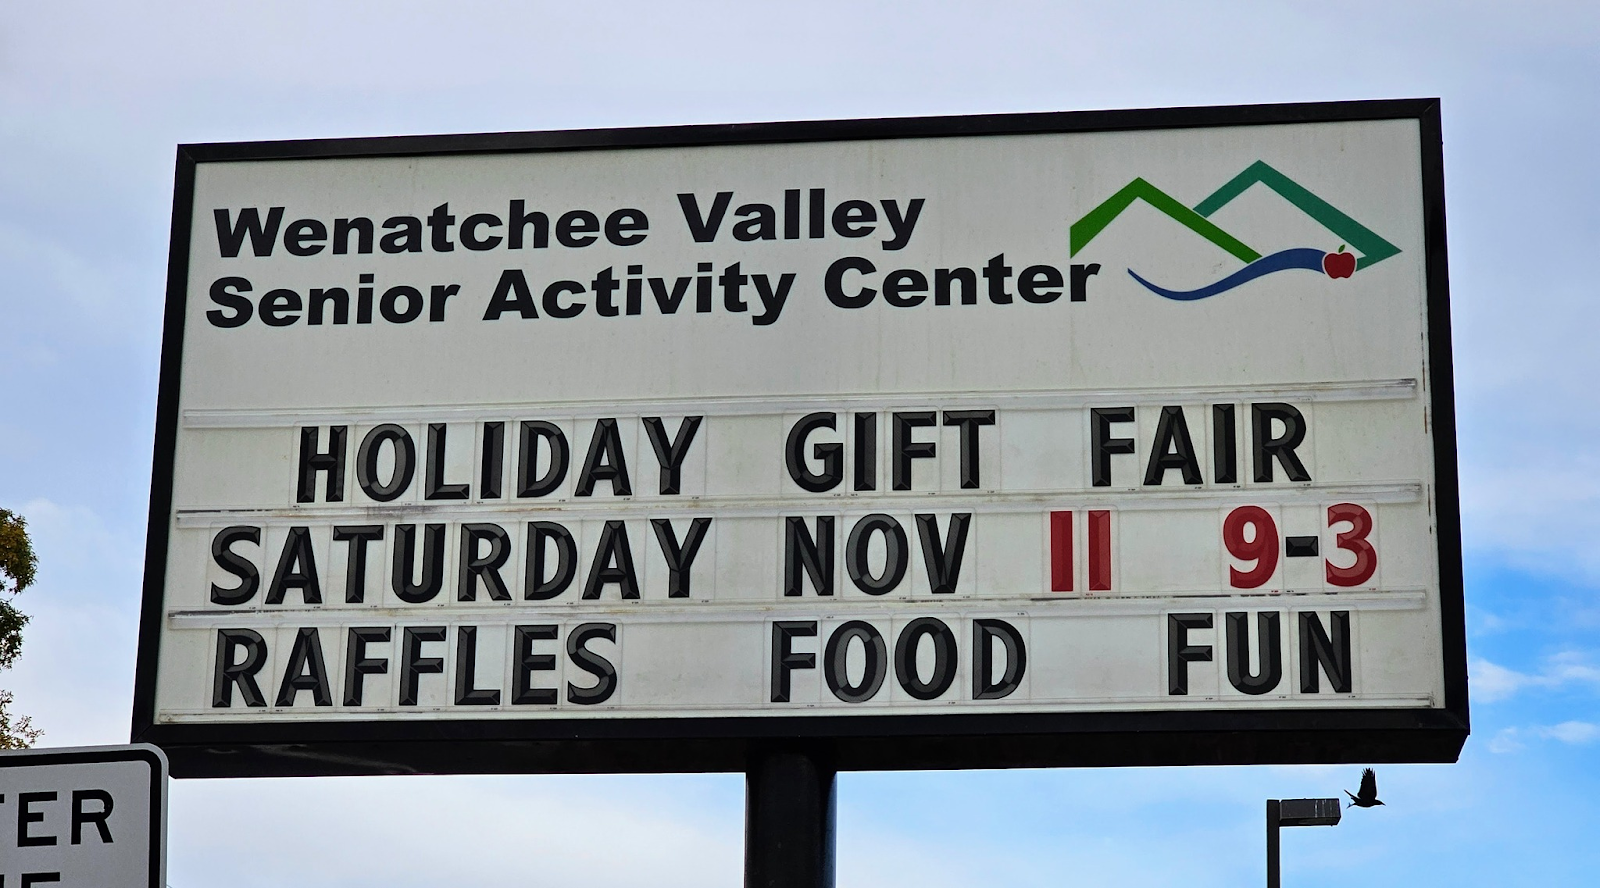 Wenatchee Valley
Senior Activity Center
HOLIDAY GIFT FAIR
SATURDAY NOV 11 9-3
RAFFLES FOOD FUN